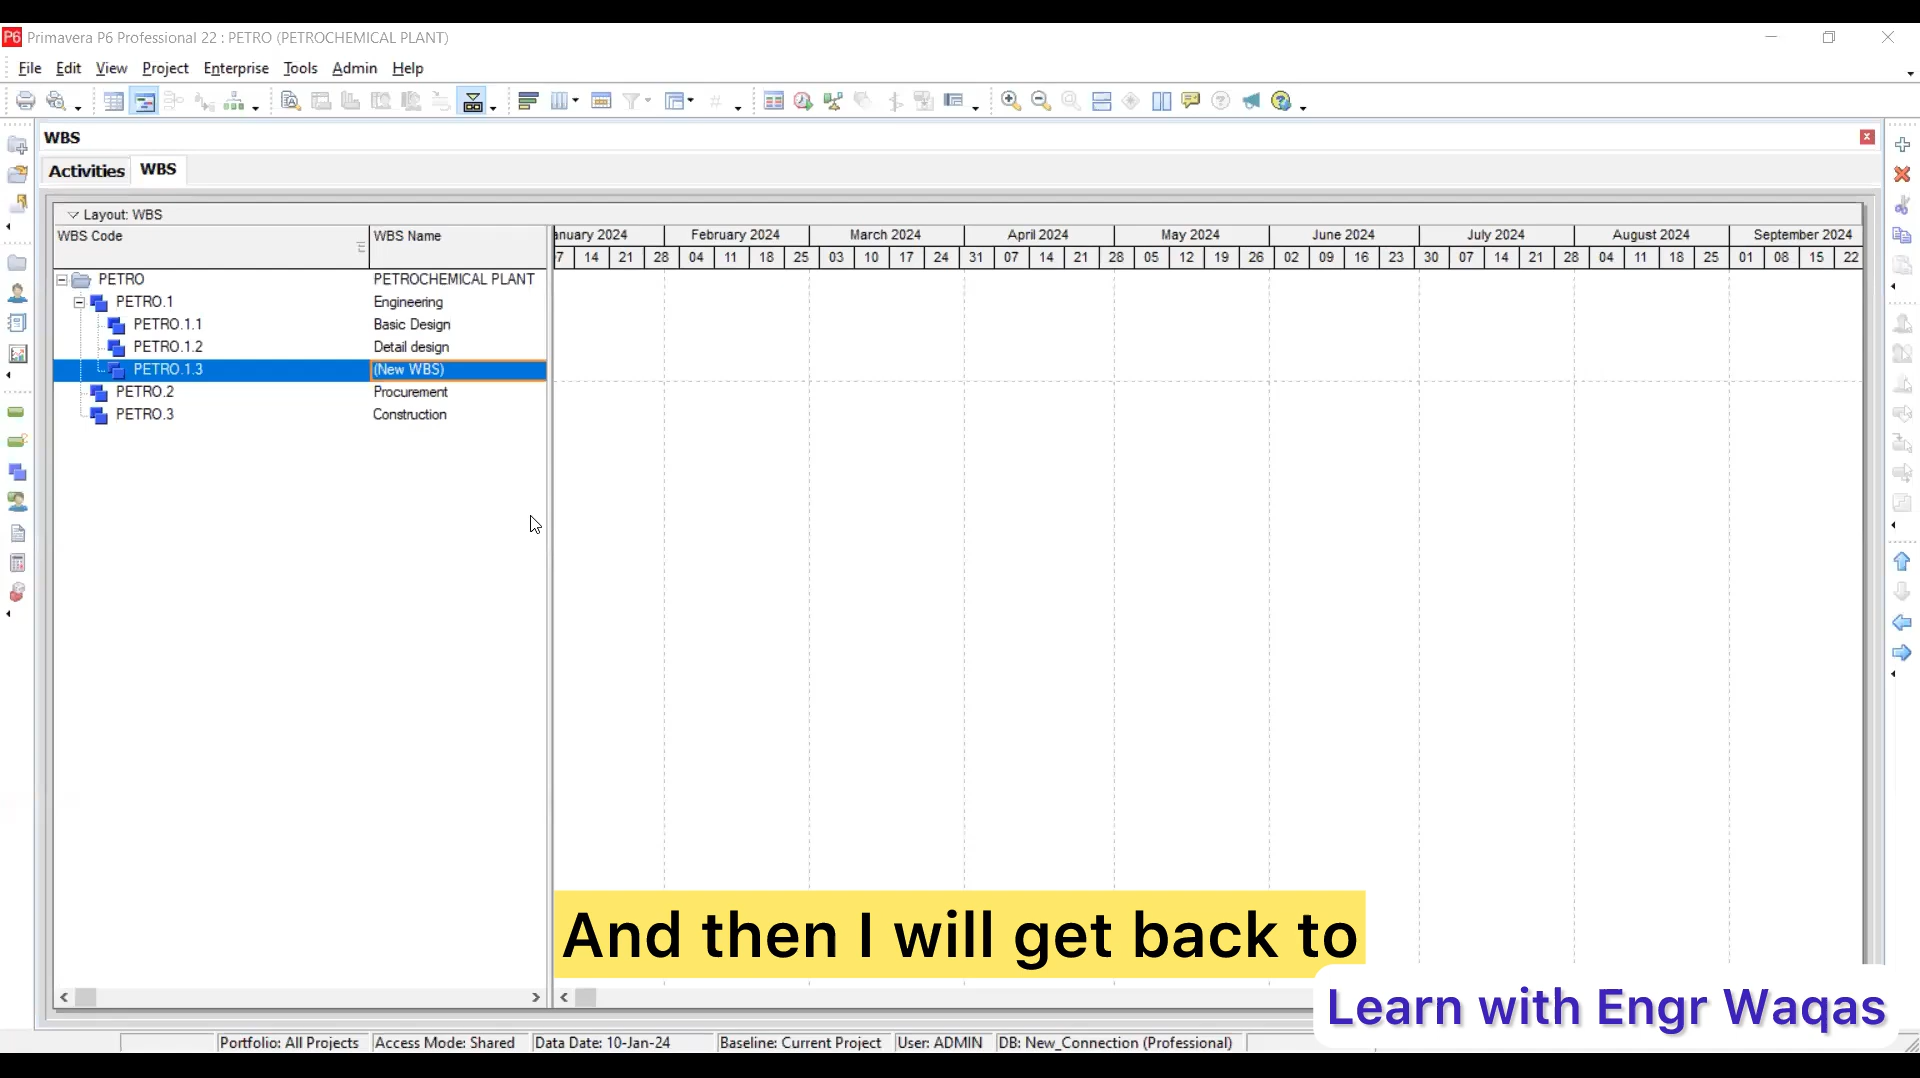 P6 Primavera P6 Professional 22 : PETRO (PETROCHEMICAL PLANT)
File Edit View Project Enterprise Tools Admin Help
WBS
Activities WBS
Layout: WBS
WBS Code WBS Name
anuary 2024 February 2024 March 2024 April 2024 May 2024 June 2024 July 2024 August 2024 September 2024
7 14 21 28 04 11 18 25 03 10 17 24 31 07 14 21 28 05 12 19 26 02 09 16 23 30 07 14 21 28 04 11 18 25 01 08 15 22
PETRO PETROCHEMICAL PLANT
PETRO.1 Engineering
PETRO.1.1 Basic Design
PETRO.1.2 Detail design
PETRO.1.3 (New WBS)
PETRO.2 Procurement
PETRO.3 Construction
And then I will get back to
Learn with Engr Waqas
Portfolio: All Projects Access Mode: Shared Data Date: 10-Jan-24 Baseline: Current Project User: ADMIN DB: New_Connection (Professional)